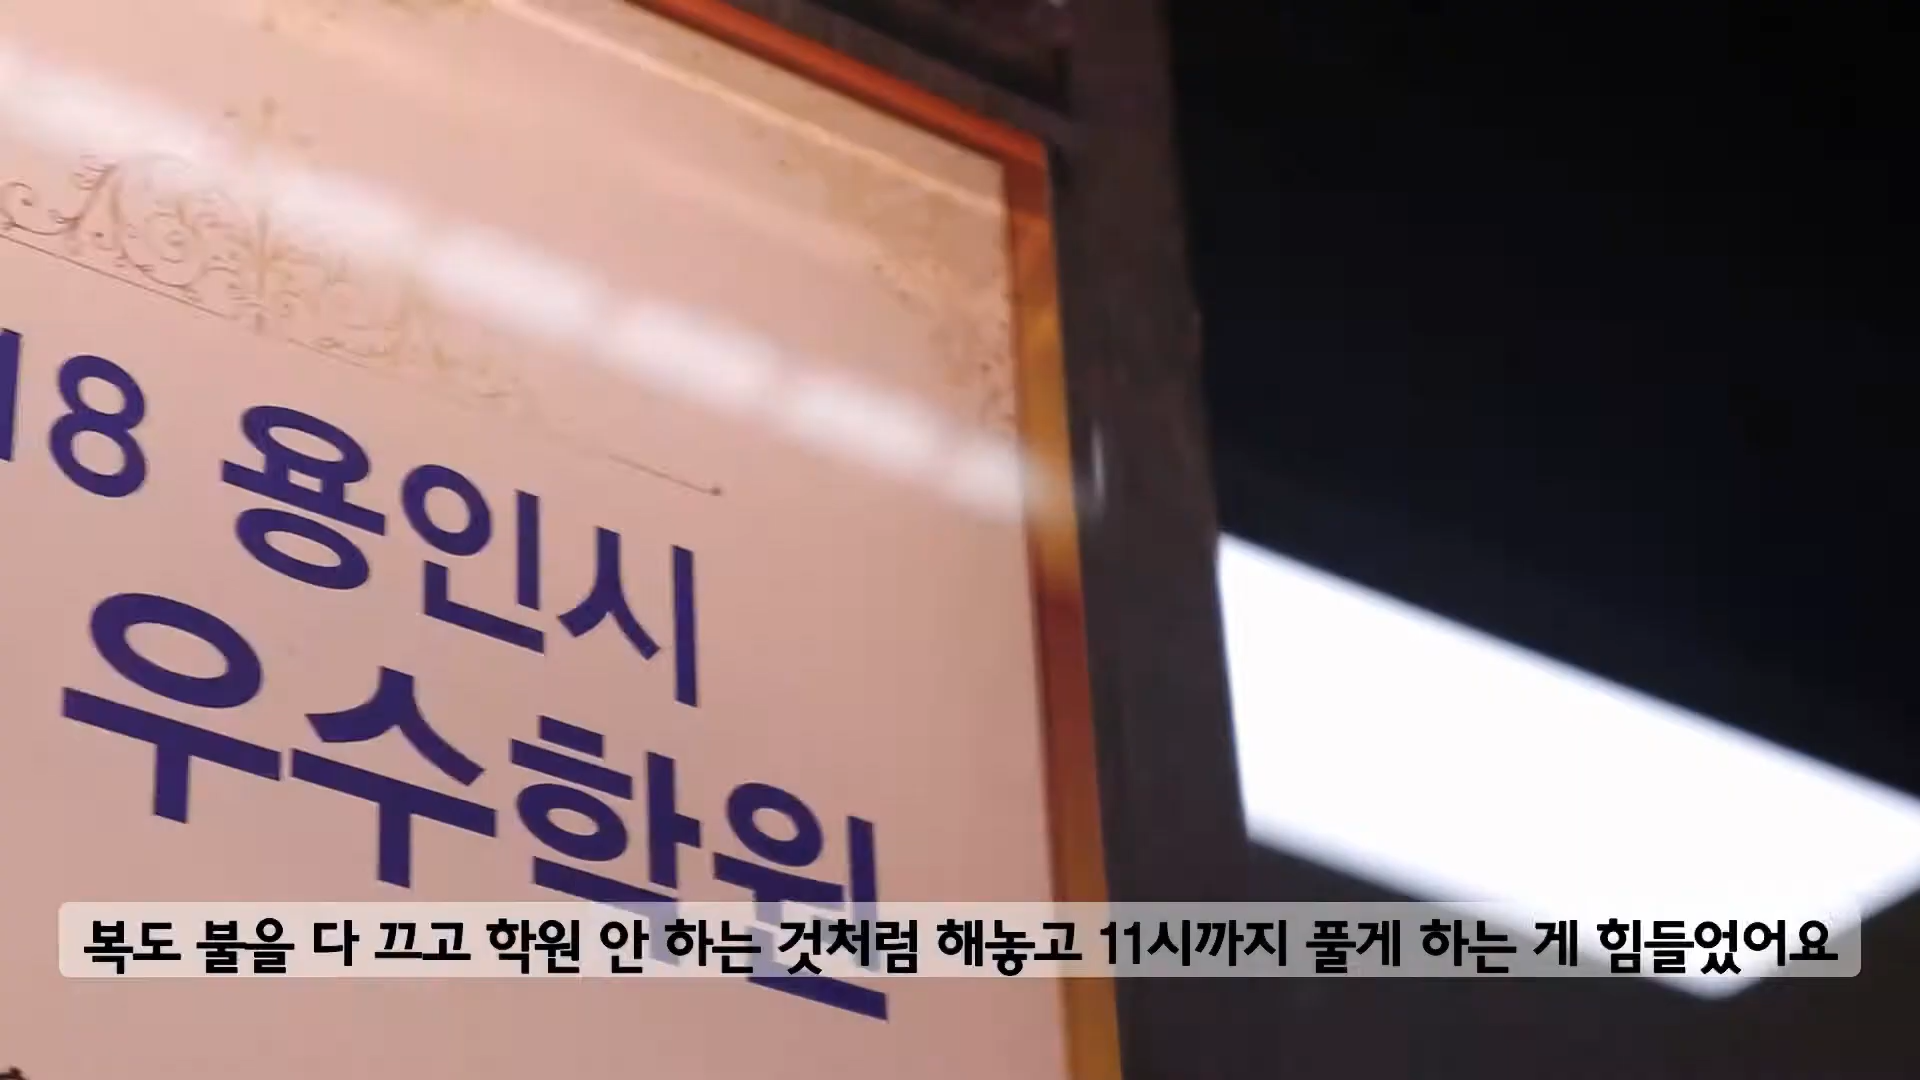 18 용인시
우수학원
복도 불을 다 끄고 학원 안 하는 것처럼 해놓고 11시까지 풀게 하는 게 힘들었어요